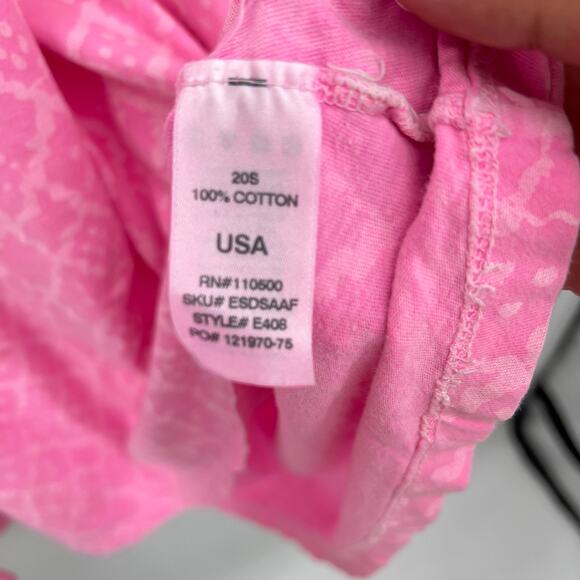 20S
100% COTTON
USA
RN#110500
SKU# ESDSAAF
STYLE# E408
PO# 121970-75